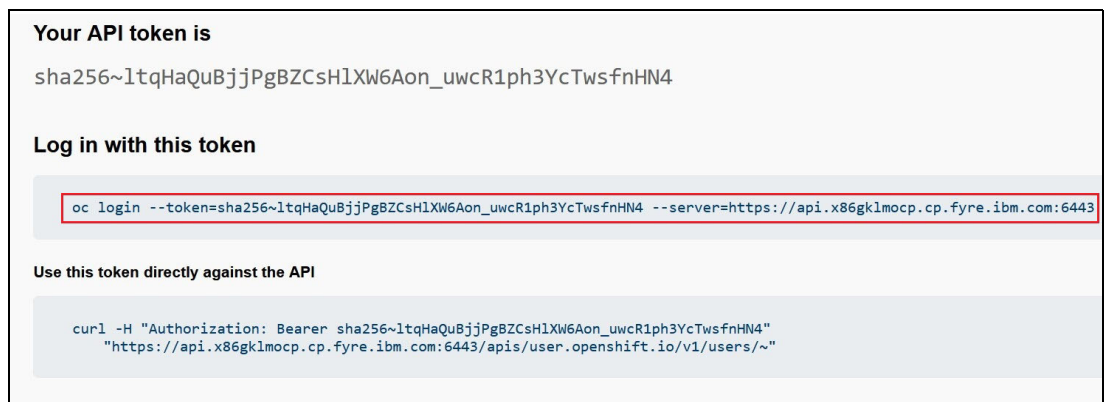 Your API token is
sha256~ltqHaQuBjjPgBZCsHlXW6Aon_uwcR1ph3YcTwsfnHN4
Log in with this token
oc login --token=sha256~ltqHaQuBjjPgBZCsHlXW6Aon_uwcR1ph3YcTwsfnHN4 --server=https://api.x86gklmocp.cp.fyre.ibm.com:6443
Use this token directly against the API
curl -H "Authorization: Bearer sha256~ltqHaQuBjjPgBZCsHlXW6Aon_uwcR1ph3YcTwsfnHN4"
"https://api.x86gklmocp.cp.fyre.ibm.com:6443/apis/user.openshift.io/v1/users/~"